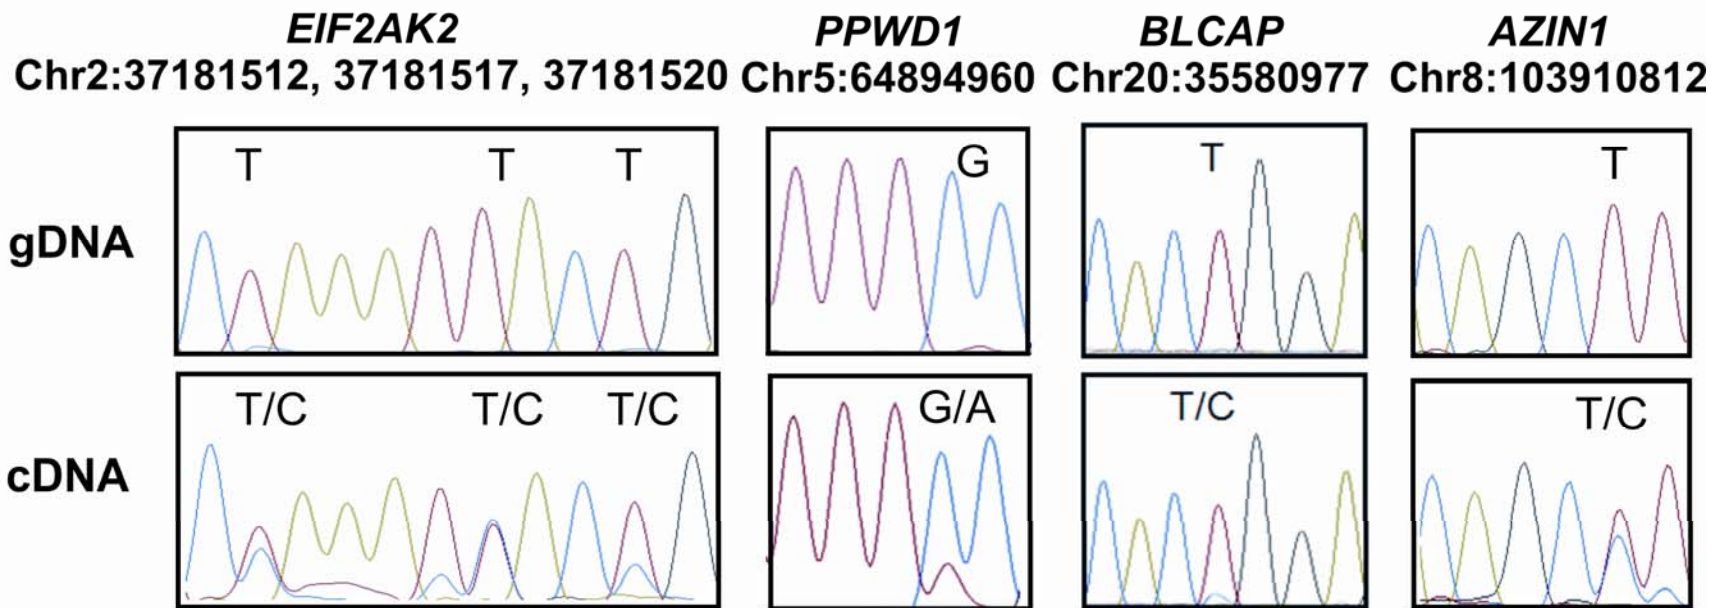 EIF2AK2 PPWD1 BLCAP AZIN1
Chr2:37181512, 37181517, 37181520 Chr5:64894960 Chr20:35580977 Chr8:103910812
T T T G T T
gDNA
T/C T/C T/C G/A T/C T/C
cDNA